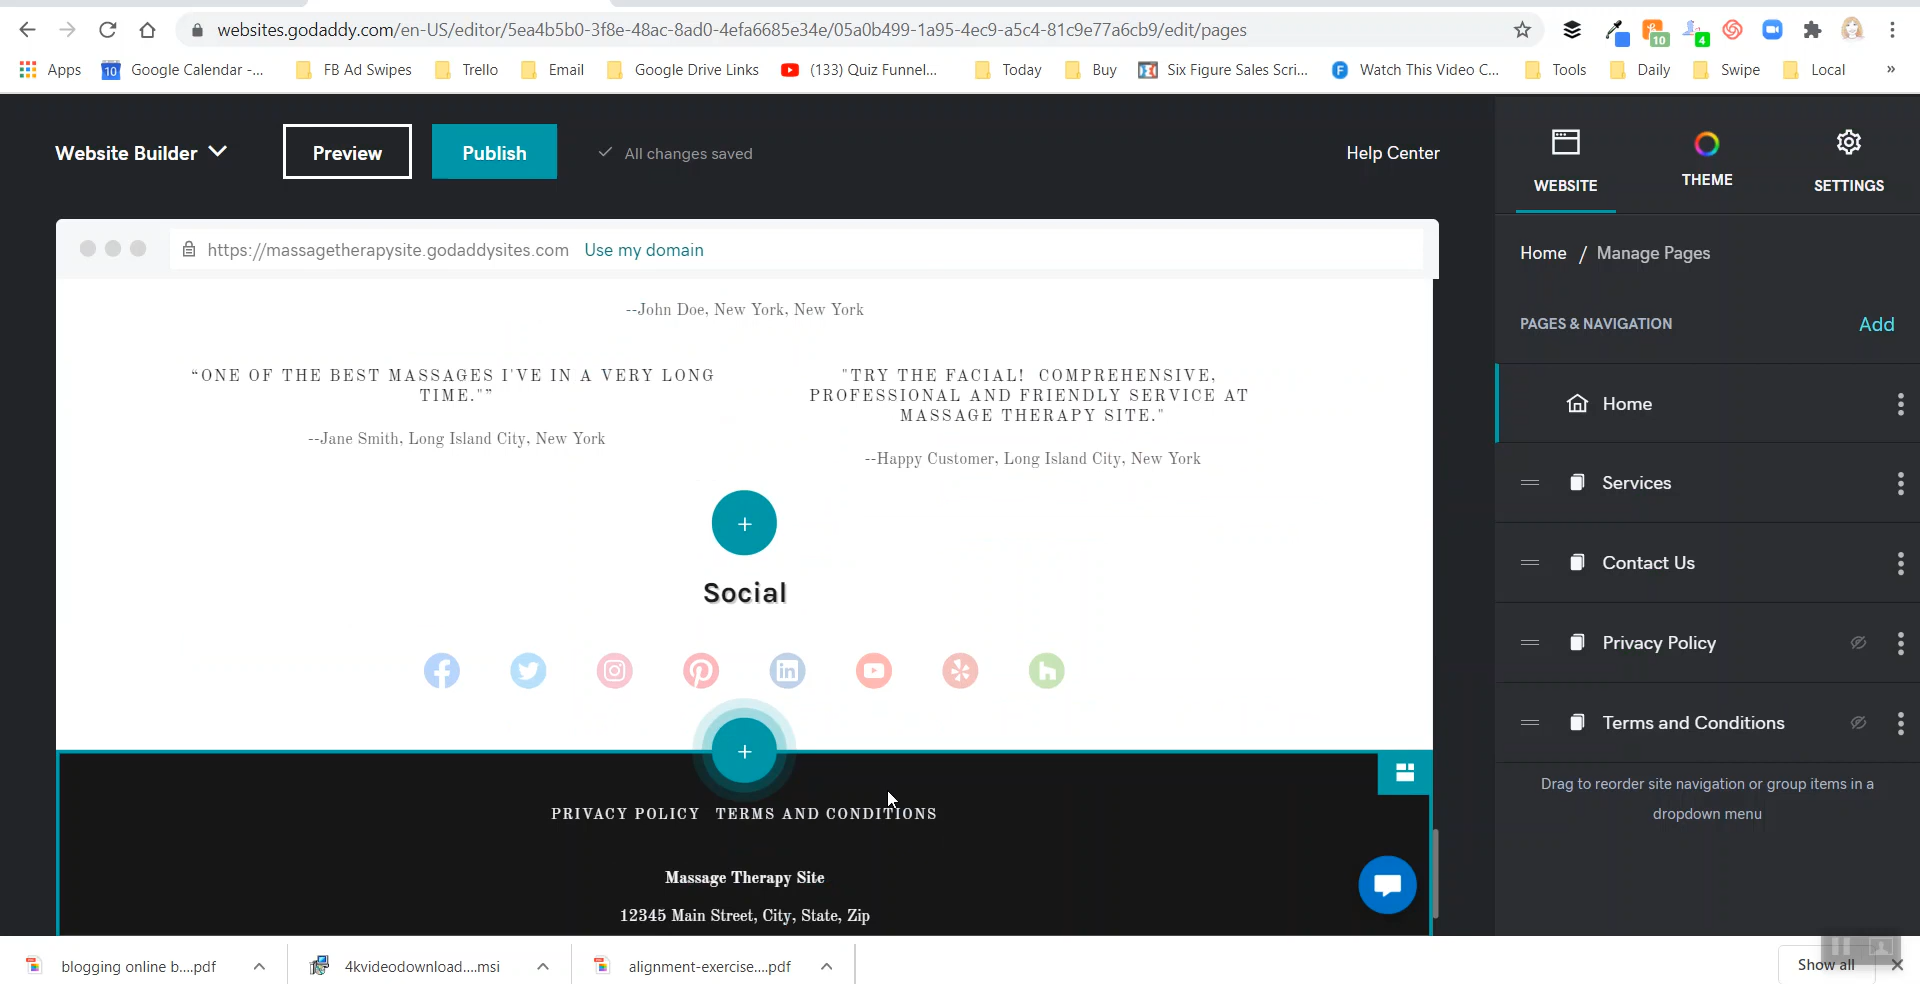 websites.godaddy.com/en-US/editor/5ea4b5b0-3f8e-48ac-8ad0-4efa6685e34e/05a0b499-1a95-4ec9-a5c4-81c9e77a6cb9/edit/pages
10
4
Apps
10
Google Calendar -...
FB Ad Swipes
Trello
Email
Google Drive Links
(133) Quiz Funnel...
Today
Buy
Six Figure Sales Scri...
Watch This Video C...
Tools
Daily
Swipe
Local
»
Website Builder
Preview
Publish
All changes saved
Help Center
WEBSITE
THEME
SETTINGS
https://massagetherapysite.godaddysites.com Use my domain
Home / Manage Pages
--John Doe, New York, New York
PAGES & NAVIGATION
Add
“ONE OF THE BEST MASSAGES I'VE IN A VERY LONG
TIME."”
--Jane Smith, Long Island City, New York
"TRY THE FACIAL! COMPREHENSIVE,
PROFESSIONAL AND FRIENDLY SERVICE AT
MASSAGE THERAPY SITE."
--Happy Customer, Long Island City, New York
Home
Services
Contact Us
Privacy Policy
Terms and Conditions
Drag to reorder site navigation or group items in a
dropdown menu
+
Social
+
PRIVACY POLICY TERMS AND CONDITIONS
Massage Therapy Site
12345 Main Street, City, State, Zip
blogging online b....pdf
4kvideodownload....msi
alignment-exercise....pdf
Show all